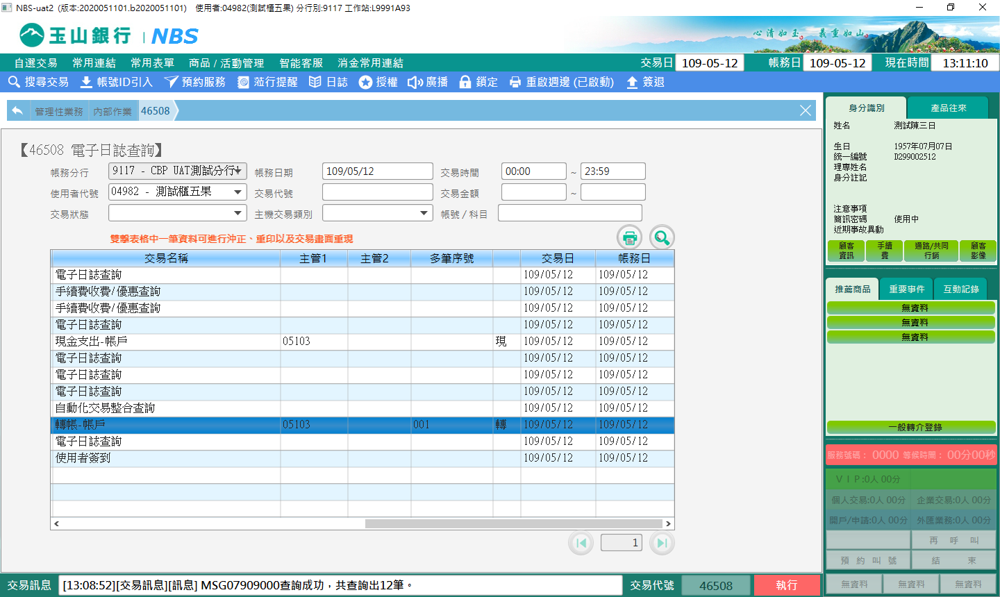 NBS-uat2 (版本:2020051101.b2020051101) 使用者:04982(測試櫃五果) 分行別:9117 工作站:L9991A93
玉山銀行 NBS
心清如玉。義重如山。
自選交易 常用連結 常用表單 商品 / 活動管理 智能客服 消金常用連結 交易日 109-05-12 帳務日 109-05-12 現在時間 13:11:10
搜尋交易 帳號ID引入 預約服務 蒞行提醒 日誌 授權 廣播 鎖定 重啟週邊 (已啟動) 簽退
管理性業務 內部作業 46508
【46508 電子日誌查詢】
帳務分行 9117 - CBP UAT測試分行 帳務日期 109/05/12 交易時間 00:00 ~ 23:59
使用者代號 04982 - 測試櫃五果 交易代號 交易金額 ~
交易狀態 主機交易類別 帳號 / 科目
雙擊表格中一筆資料可進行沖正、重印以及交易畫面重現
交易名稱 主管1 主管2 多筆序號 交易日 帳務日
電子日誌查詢 109/05/12 109/05/12
手續費收費/優惠查詢 109/05/12 109/05/12
手續費收費/優惠查詢 109/05/12 109/05/12
電子日誌查詢 109/05/12 109/05/12
現金支出-帳戶 05103 現 109/05/12 109/05/12
電子日誌查詢 109/05/12 109/05/12
電子日誌查詢 109/05/12 109/05/12
電子日誌查詢 109/05/12 109/05/12
自動化交易整合查詢 109/05/12 109/05/12
轉帳-帳戶 05103 001 轉 109/05/12 109/05/12
電子日誌查詢 109/05/12 109/05/12
使用者簽到 109/05/12 109/05/12
1
交易訊息 [13:08:52][交易訊息][訊息] MSG07909000查詢成功，共查詢出12筆。 交易代號 46508 執行
身分識別 產品往來
姓名 測試陳三日
生日 1957年07月07日
統一編號 D299002512
理專姓名
身分註記
注意事項
簡訊密碼 使用中
近期事故異動
顧客資訊 手續費 通路/共同行銷 顧客影像
推薦商品 重要事件 互動記錄
無資料
無資料
無資料
一般轉介登錄
服務號碼： 0000 等候時間： 00分00秒
ＶＩＰ:0人 00分
個人交易:0人 00分 企業交易:0人 00分
開戶/申請:0人 00分 外匯業務:0人 00分
再 呼 叫
預 約 叫 號 結 束
無資料 無資料 無資料